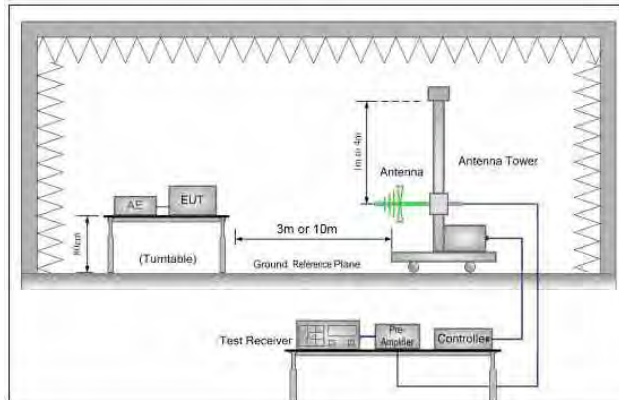 1m or 4m
Antenna
Antenna Tower
AE
EUT
3m or 10m
80cm
(Turntable)
Ground Reference Plane
Test Receiver
Pre-
Amplifier
Controller